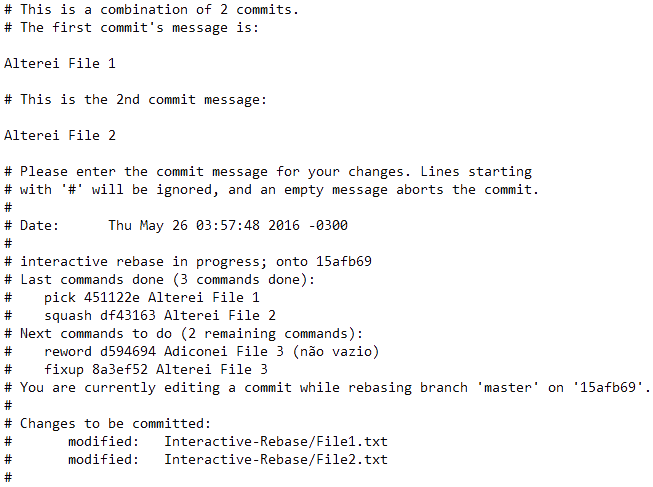 # This is a combination of 2 commits.
# The first commit's message is:
Alterei File 1
# This is the 2nd commit message:
Alterei File 2
# Please enter the commit message for your changes. Lines starting
# with '#' will be ignored, and an empty message aborts the commit.
#
# Date:      Thu May 26 03:57:48 2016 -0300
#
# interactive rebase in progress; onto 15afb69
# Last commands done (3 commands done):
#    pick 451122e Alterei File 1
#    squash df43163 Alterei File 2
# Next commands to do (2 remaining commands):
#    reword d594694 Adiconei File 3 (não vazio)
#    fixup 8a3ef52 Alterei File 3
# You are currently editing a commit while rebasing branch 'master' on '15afb69'.
#
# Changes to be committed:
#       modified:   Interactive-Rebase/File1.txt
#       modified:   Interactive-Rebase/File2.txt
#